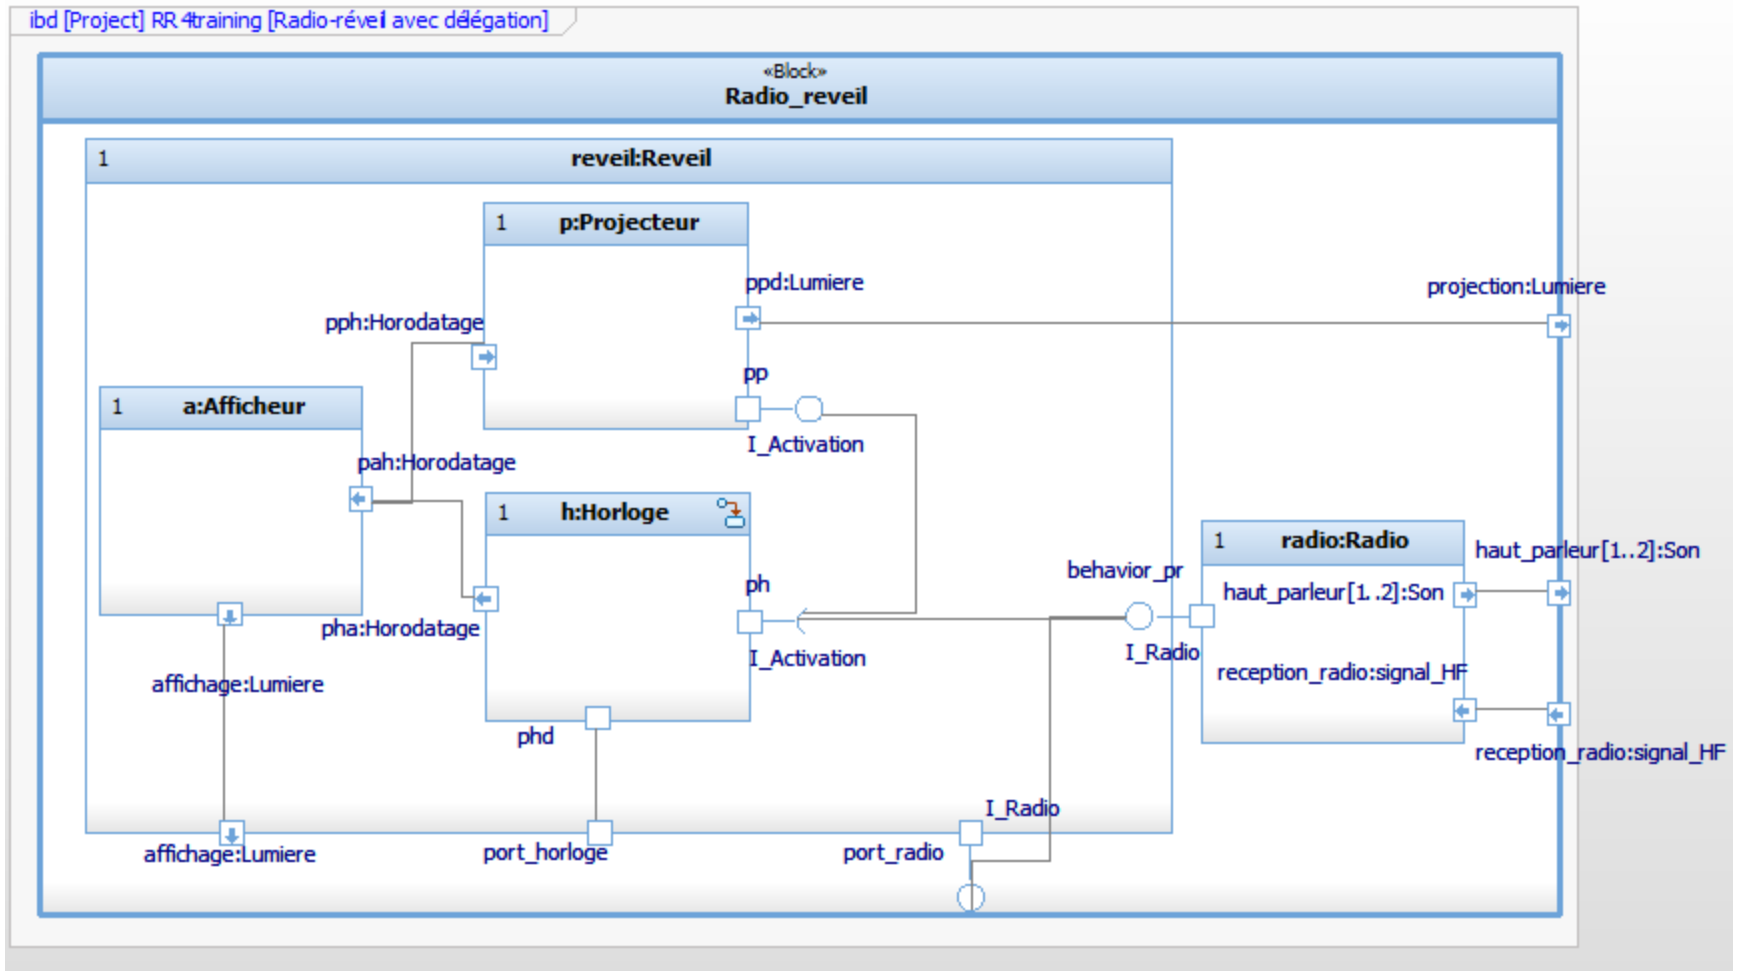 ibd [Project] RR 4training [Radio-réveil avec délégation]
«Block»
Radio_reveil
1 reveil:Reveil
1 p:Projecteur
ppd:Lumiere
projection:Lumiere
pph:Horodatage
pp
1 a:Afficheur
I_Activation
pah:Horodatage
1 h:Horloge
1 radio:Radio
haut_parleur[1..2]:Son
behavior_pr
ph
haut_parleur[1..2]:Son
pha:Horodatage
I_Activation
I_Radio
reception_radio:signal_HF
affichage:Lumiere
phd
reception_radio:signal_HF
I_Radio
affichage:Lumiere
port_horloge
port_radio